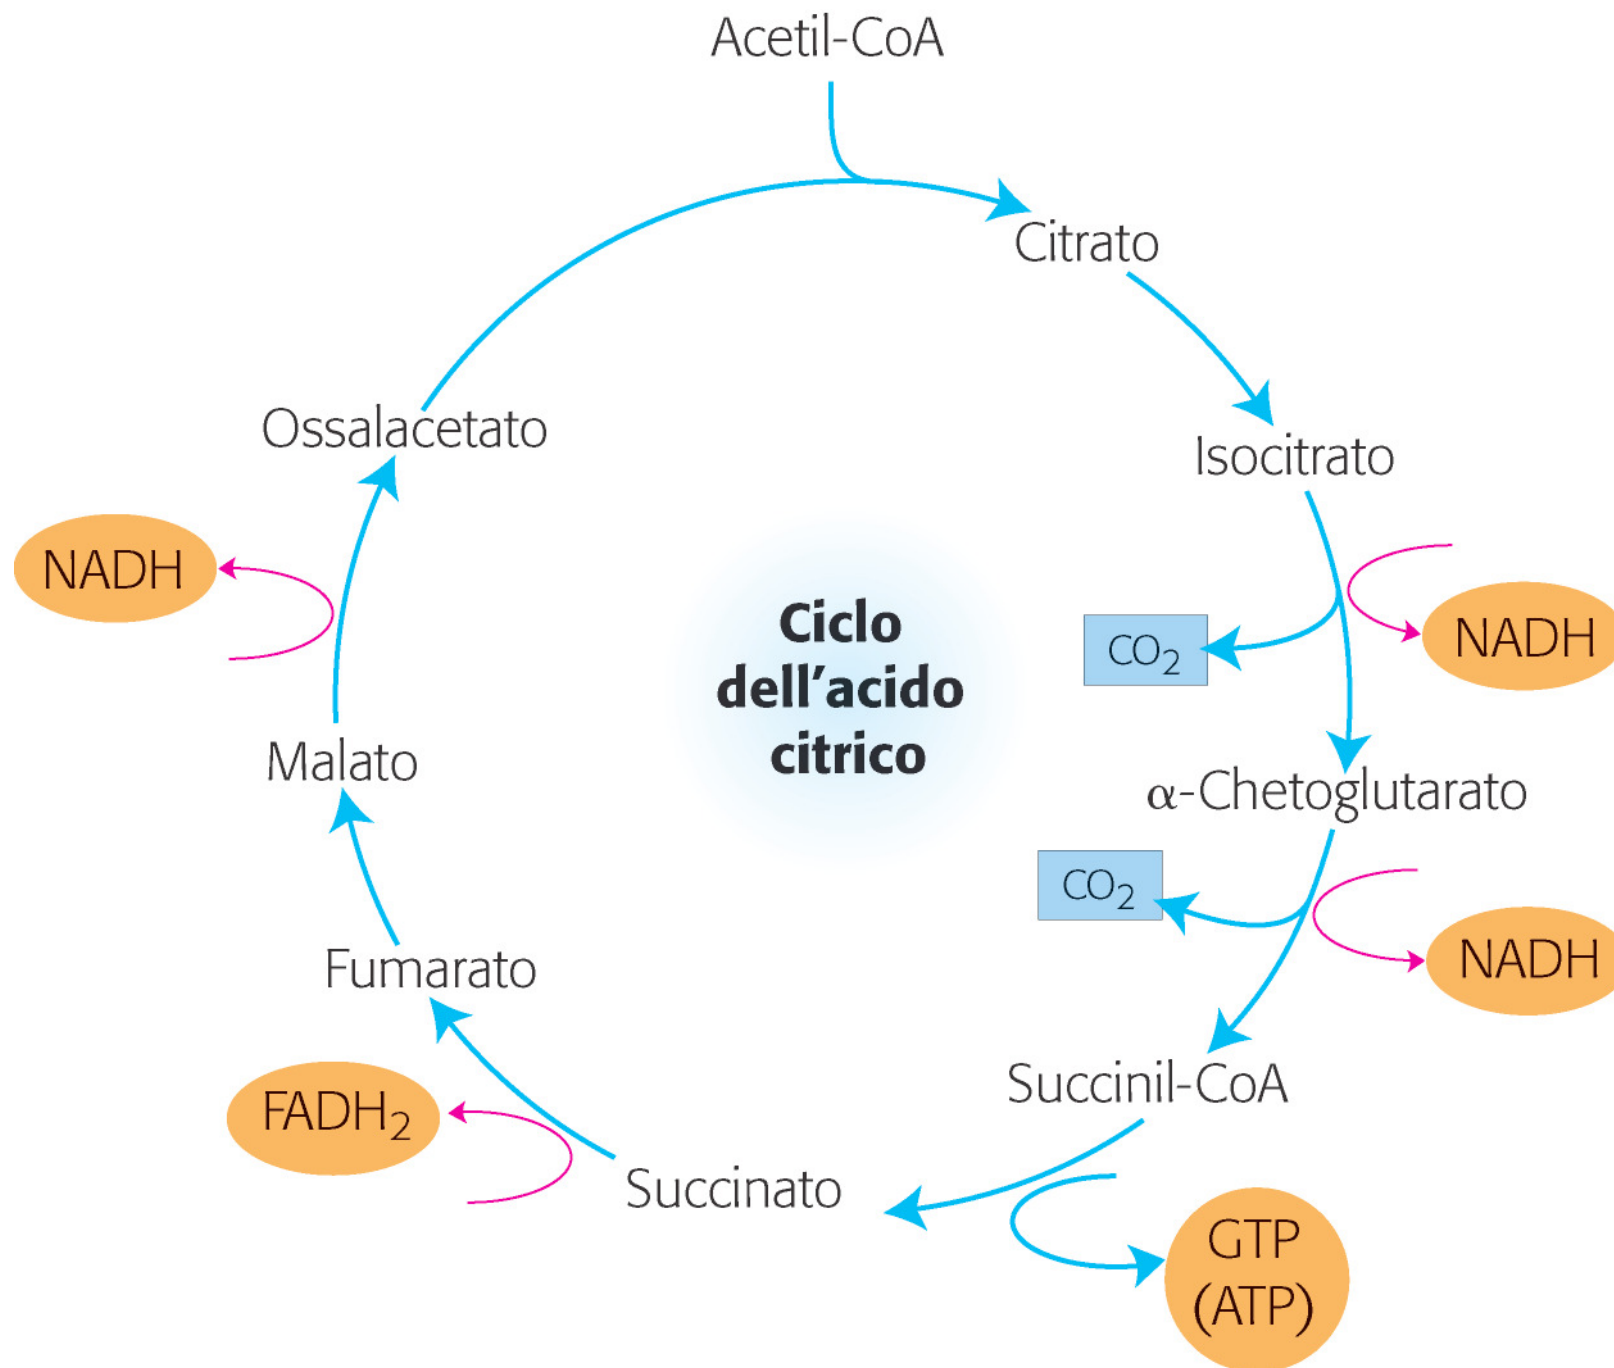 Acetil-CoA
Citrato
Ossalacetato
Isocitrato
NADH
Ciclo
dell'acido
citrico
CO₂
NADH
Malato
α-Chetoglutarato
CO₂
NADH
Fumarato
Succinil-CoA
FADH₂
Succinato
GTP
(ATP)